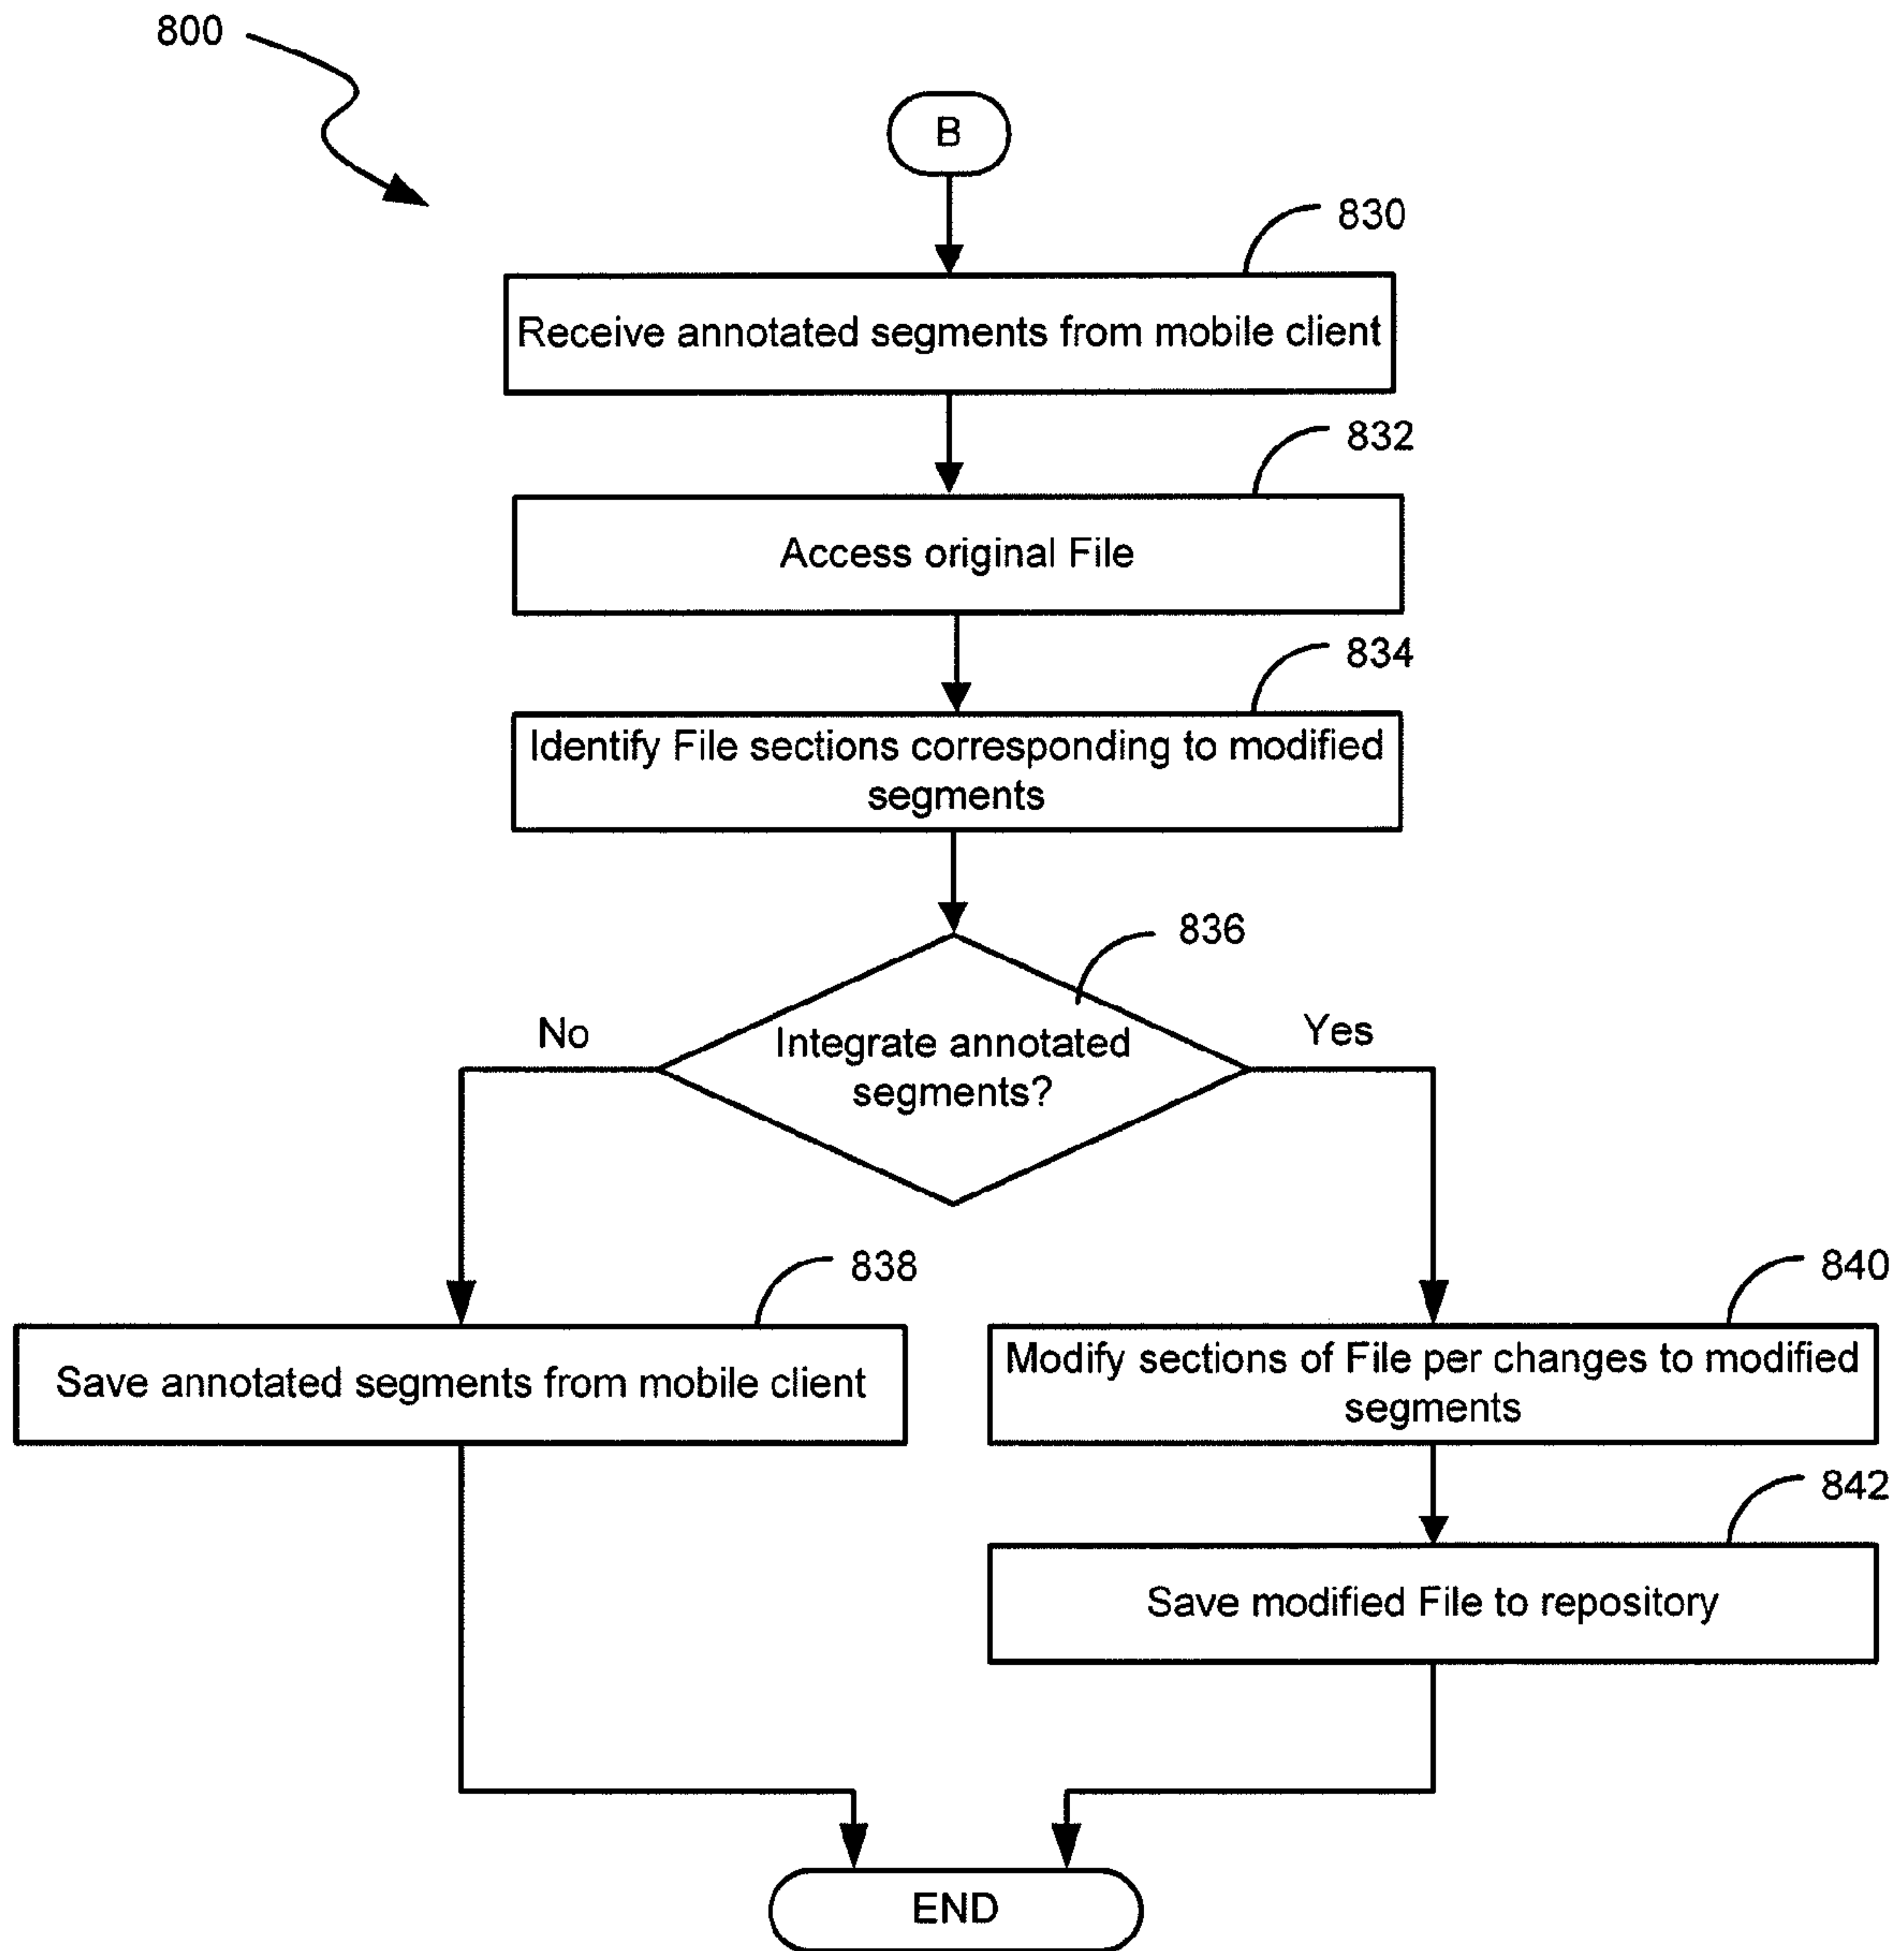 800
B
830
Receive annotated segments from mobile client
832
Access original File
834
Identify File sections corresponding to modified
segments
836
No
Integrate annotated
segments?
Yes
838
Save annotated segments from mobile client
840
Modify sections of File per changes to modified
segments
842
Save modified File to repository
END